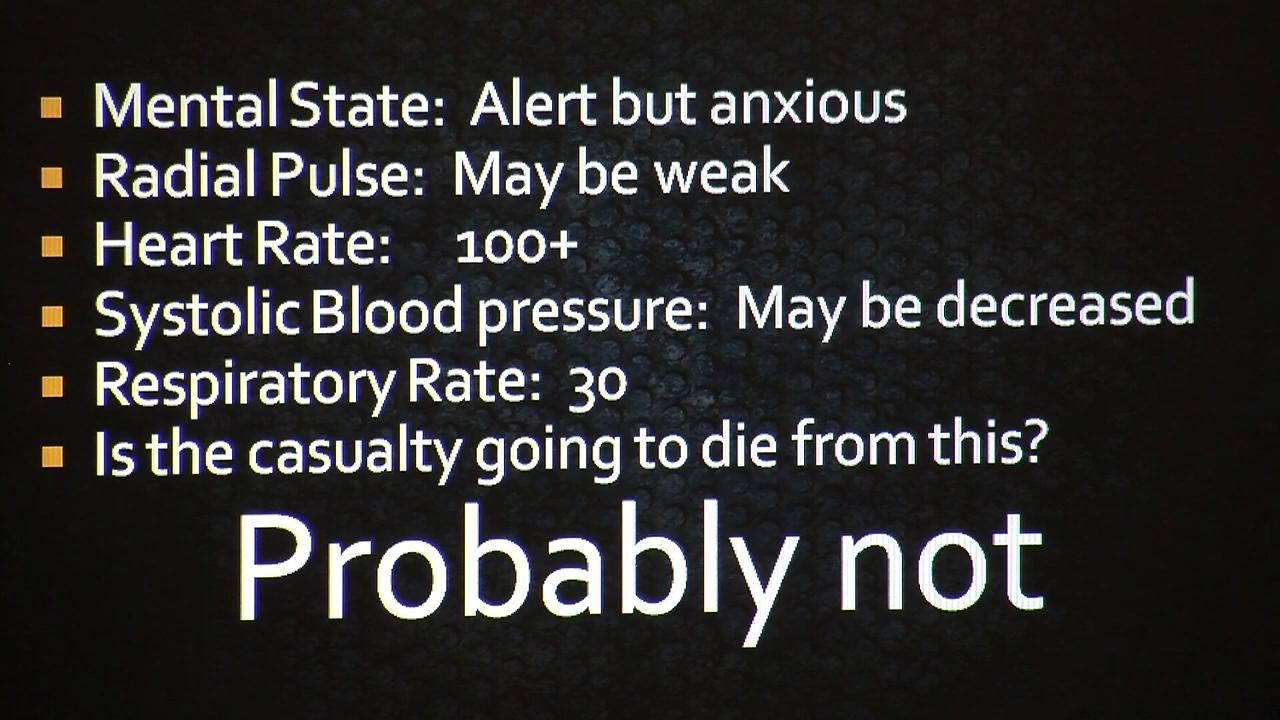 Mental State: Alert but anxious
Radial Pulse: May be weak
Heart Rate: 100+
Systolic Blood pressure: May be decreased
Respiratory Rate: 30
Is the casualty going to die from this?
Probably not